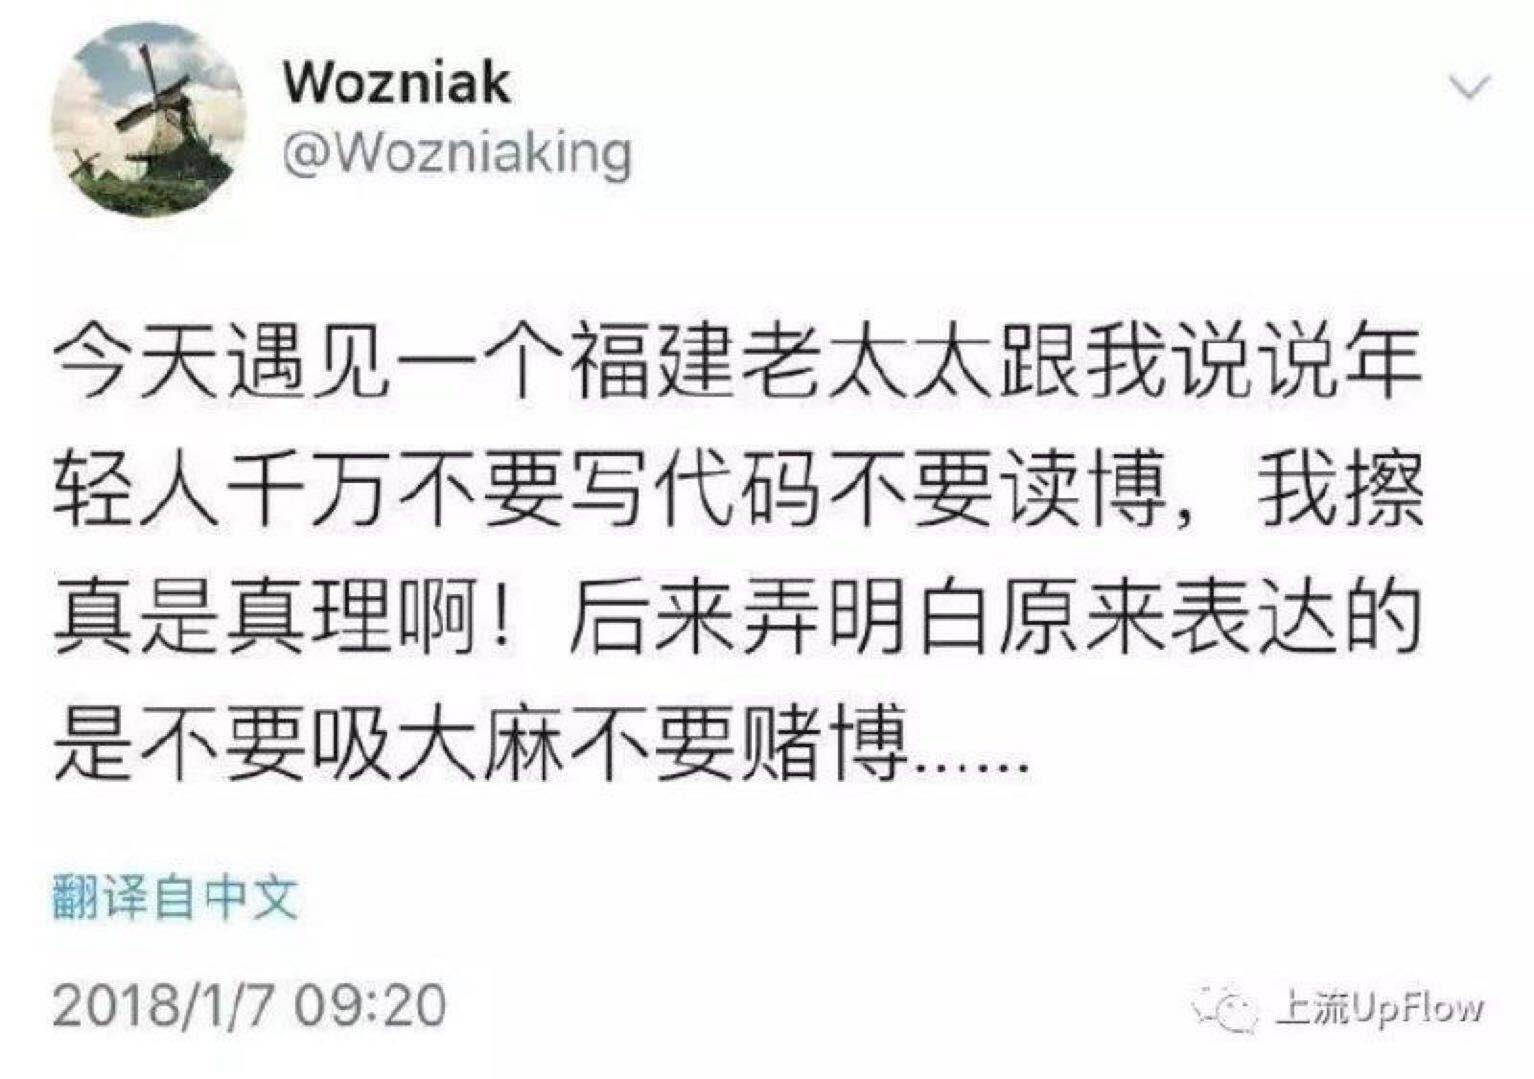 Wozniak
@Wozniaking
今天遇见一个福建老太太跟我说说年
轻人千万不要写代码不要读博，我擦
真是真理啊！后来弄明白原来表达的
是不要吸大麻不要赌博......
翻译自中文
2018/1/7 09:20
上流UpFlow